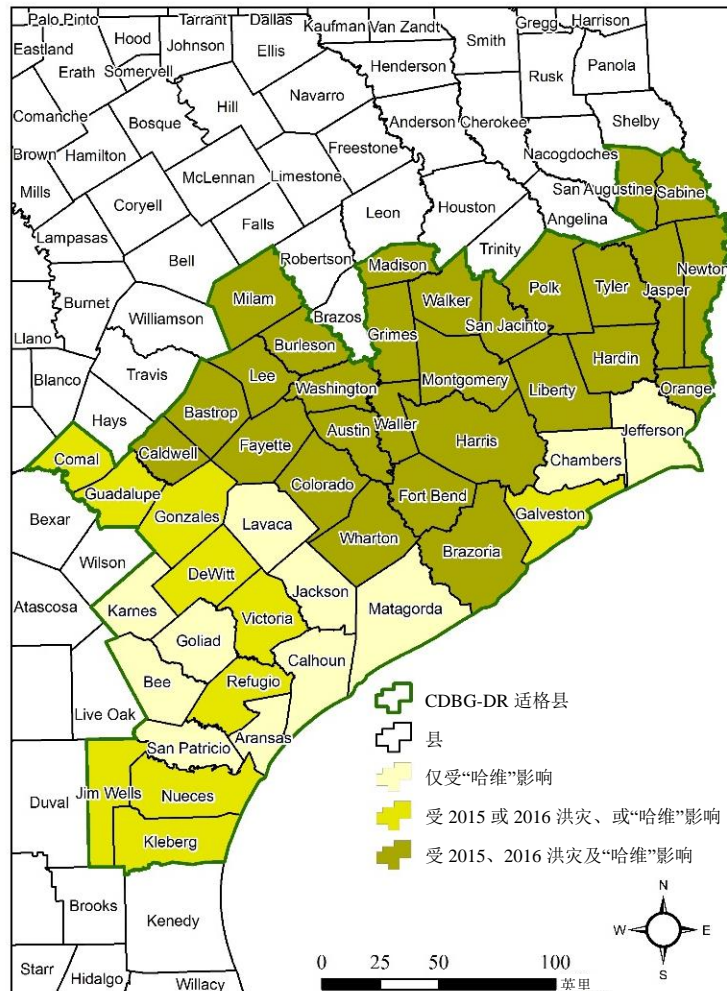 Palo Pinto
Tarrant
Dallas
Kaufman
Van Zandt
Gregg
Harrison
Eastland
Hood
Johnson
Ellis
Smith
Erath
Somervell
Henderson
Rusk
Panola
Comanche
Bosque
Hill
Navarro
Anderson
Cherokee
Shelby
Brown
Hamilton
Freestone
Nacogdoches
Mills
McLennan
Limestone
San Augustine
Sabine
Coryell
Leon
Houston
Angelina
Lampasas
Falls
Trinity
Bell
Robertson
Madison
Newton
Burnet
Milam
Walker
Polk
Tyler
Jasper
Llano
Williamson
Brazos
Grimes
San Jacinto
Burleson
Hardin
Blanco
Travis
Lee
Washington
Montgomery
Liberty
Orange
Hays
Bastrop
Austin
Waller
Harris
Jefferson
Comal
Caldwell
Fayette
Chambers
Guadalupe
Colorado
Fort Bend
Bexar
Gonzales
Lavaca
Galveston
Wharton
Wilson
Brazoria
DeWitt
Jackson
Atascosa
Karnes
Victoria
Matagorda
Goliad
Calhoun
Bee
Refugio
Live Oak
Aransas
San Patricio
Duval
Jim Wells
Nueces
Kleberg
Brooks
Kenedy
Starr
Hidalgo
Willacy
CDBG-DR 适格县
县
仅受“哈维”影响
受 2015 或 2016 洪灾、或“哈维”影响
受 2015、2016 洪灾及“哈维”影响
N
W
E
S
0 25 50 100
英里